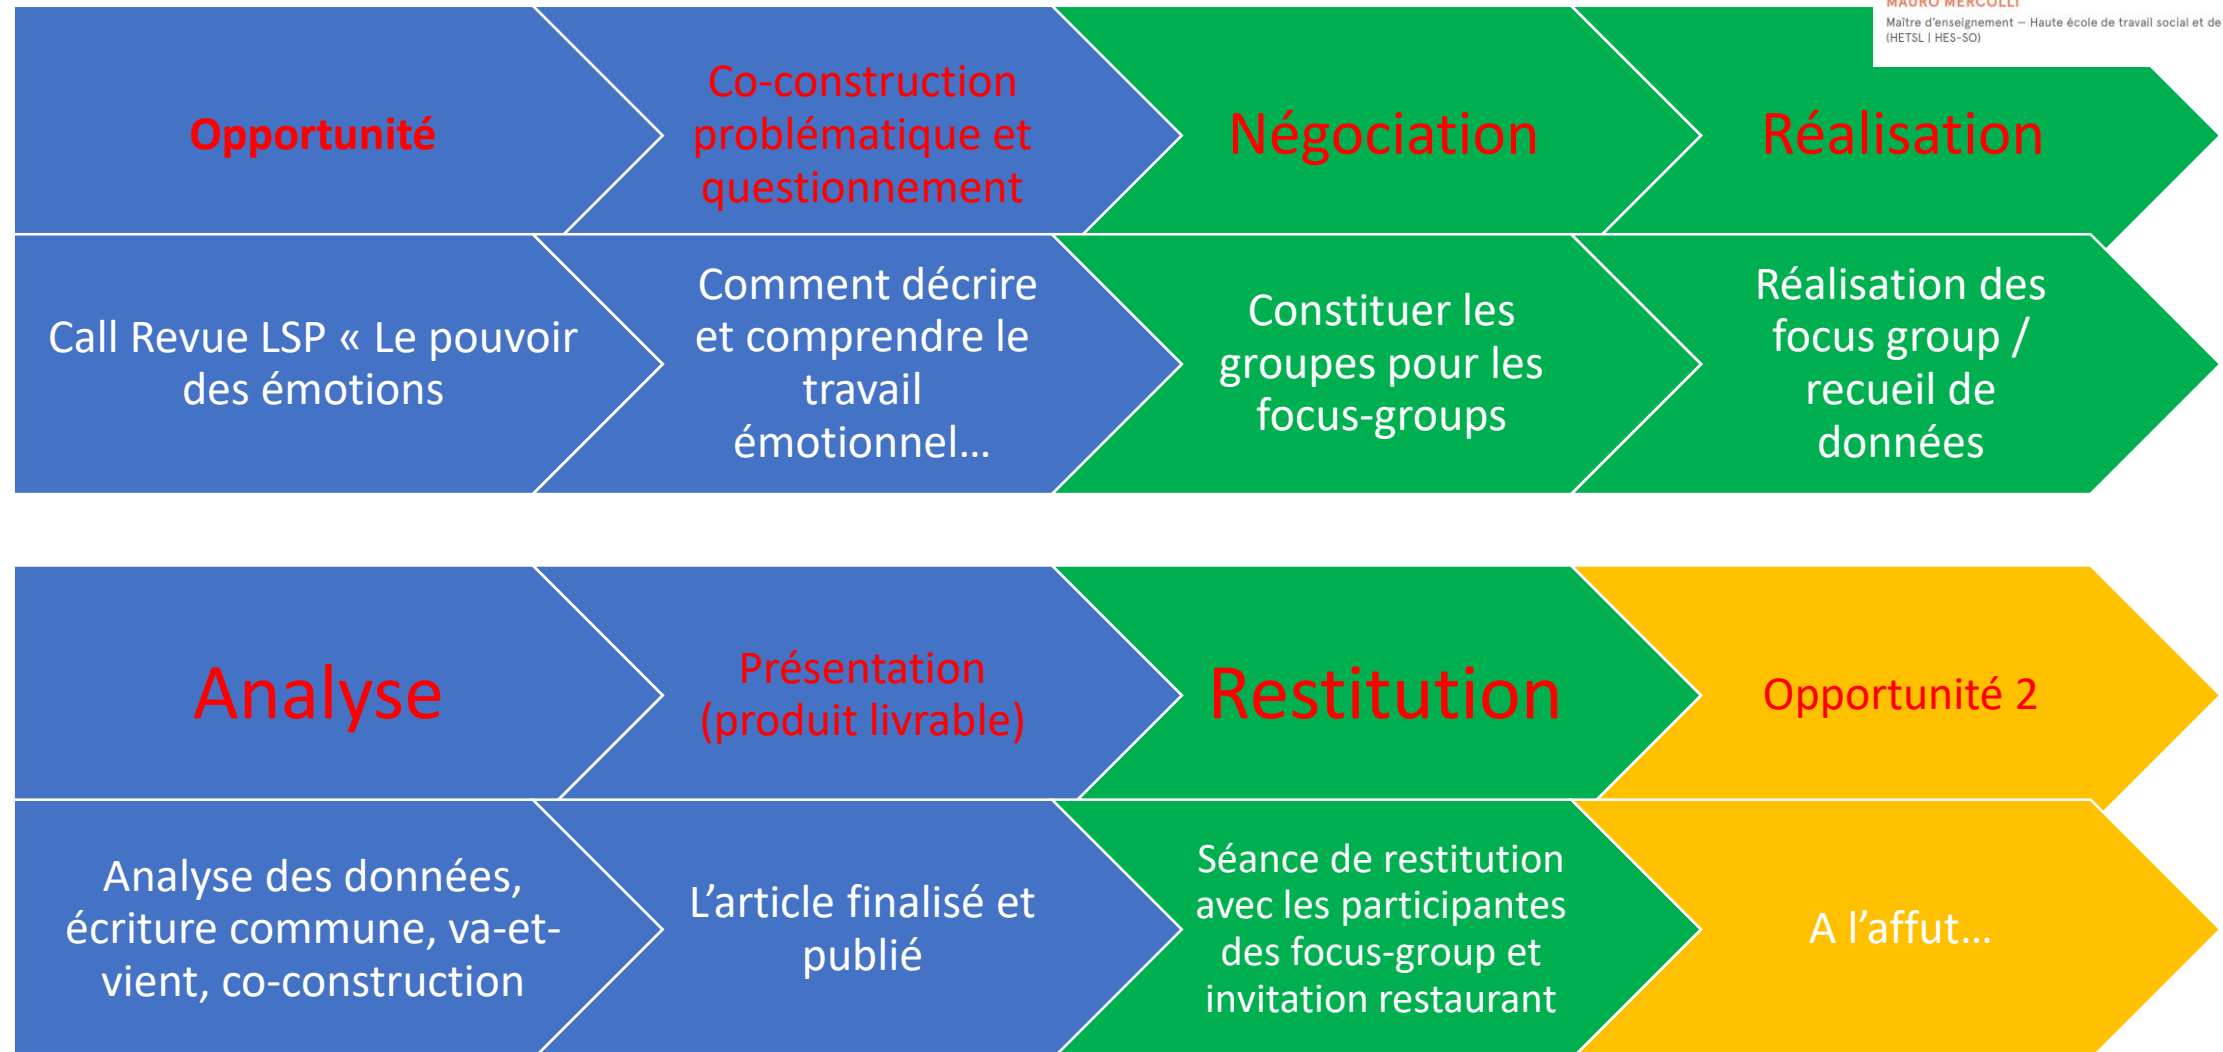 MAURO MERCOLLI
Maître d'enseignement – Haute école de travail social et de
(HETSL | HES-SO)
Opportunité
Co-construction
problématique et
questionnement
Négociation
Réalisation
Call Revue LSP « Le pouvoir
des émotions
Comment décrire
et comprendre le
travail
émotionnel…
Constituer les
groupes pour les
focus-groups
Réalisation des
focus group /
recueil de
données
Analyse
Présentation
(produit livrable)
Restitution
Opportunité 2
Analyse des données,
écriture commune, va-et-
vient, co-construction
L’article finalisé et
publié
Séance de restitution
avec les participantes
des focus-group et
invitation restaurant
A l’affut…